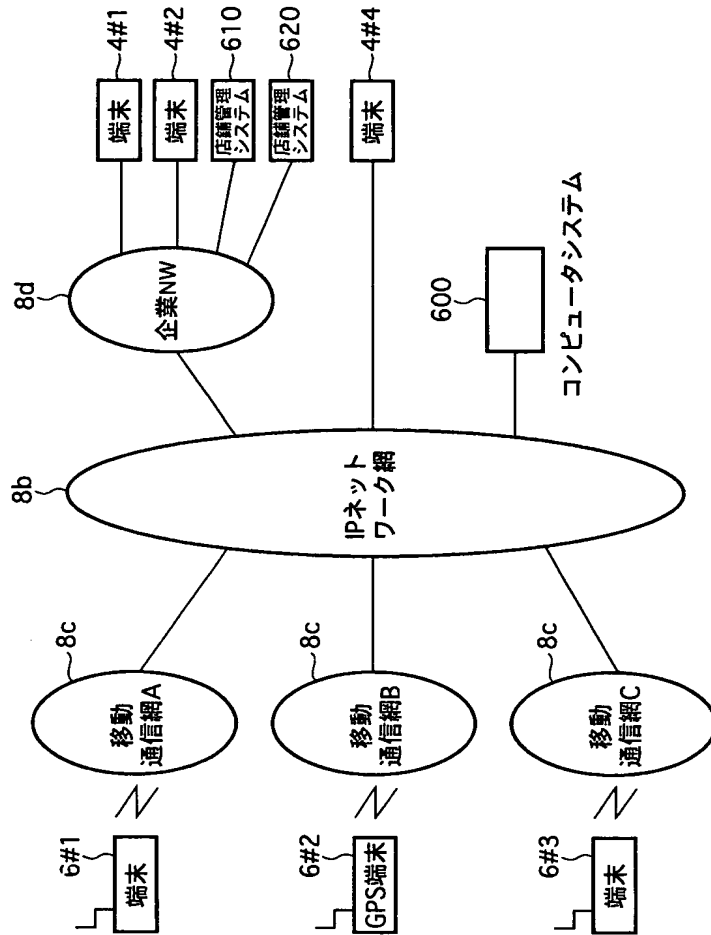 6#1
端末
6#2
GPS端末
6#3
端末
8c
移動
通信網A
8c
移動
通信網B
8c
移動
通信網C
8b
IPネット
ワーク網
8d
企業NW
600
コンピュータシステム
4#1
端末
4#2
端末
610
店舗管理
システム
620
店舗管理
システム
4#4
端末